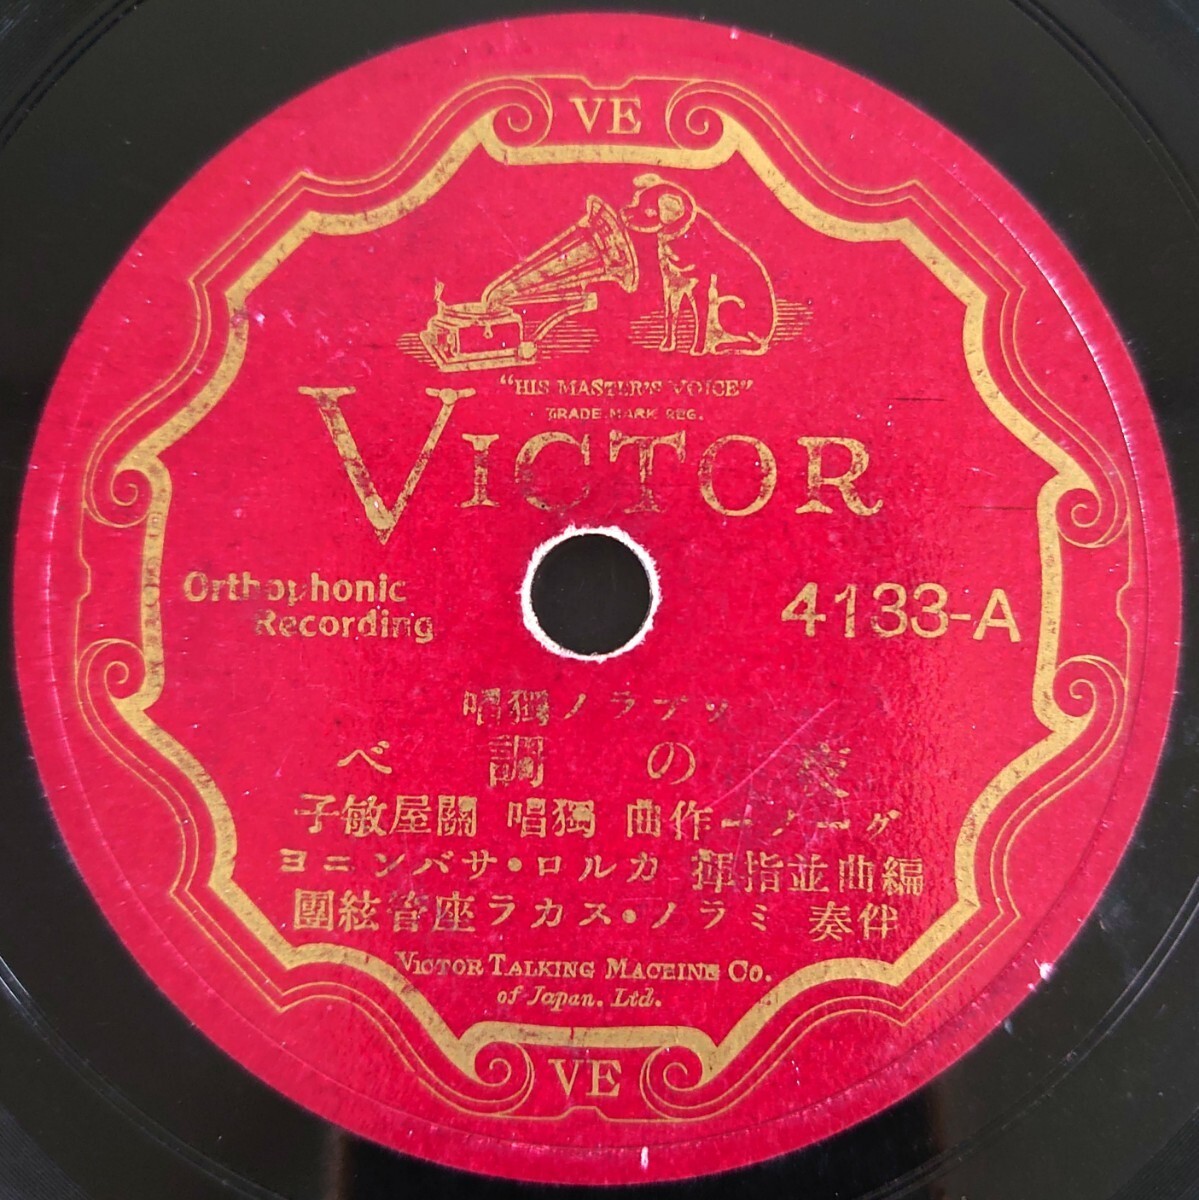 VE
"HIS MASTER'S VOICE"
TRADE MARK REG.
VICTOR
Orthophonic
Recording
4133-A
ソプラノ獨唱
夜の調べ
グーノー作曲 獨唱 關屋敏子
編曲並指揮 カルロ・サバンニヨ
伴奏 ミラノ・スカラ座管絃團
VICTOR TALKING MACHINE CO.
of Japan. Ltd.
VE